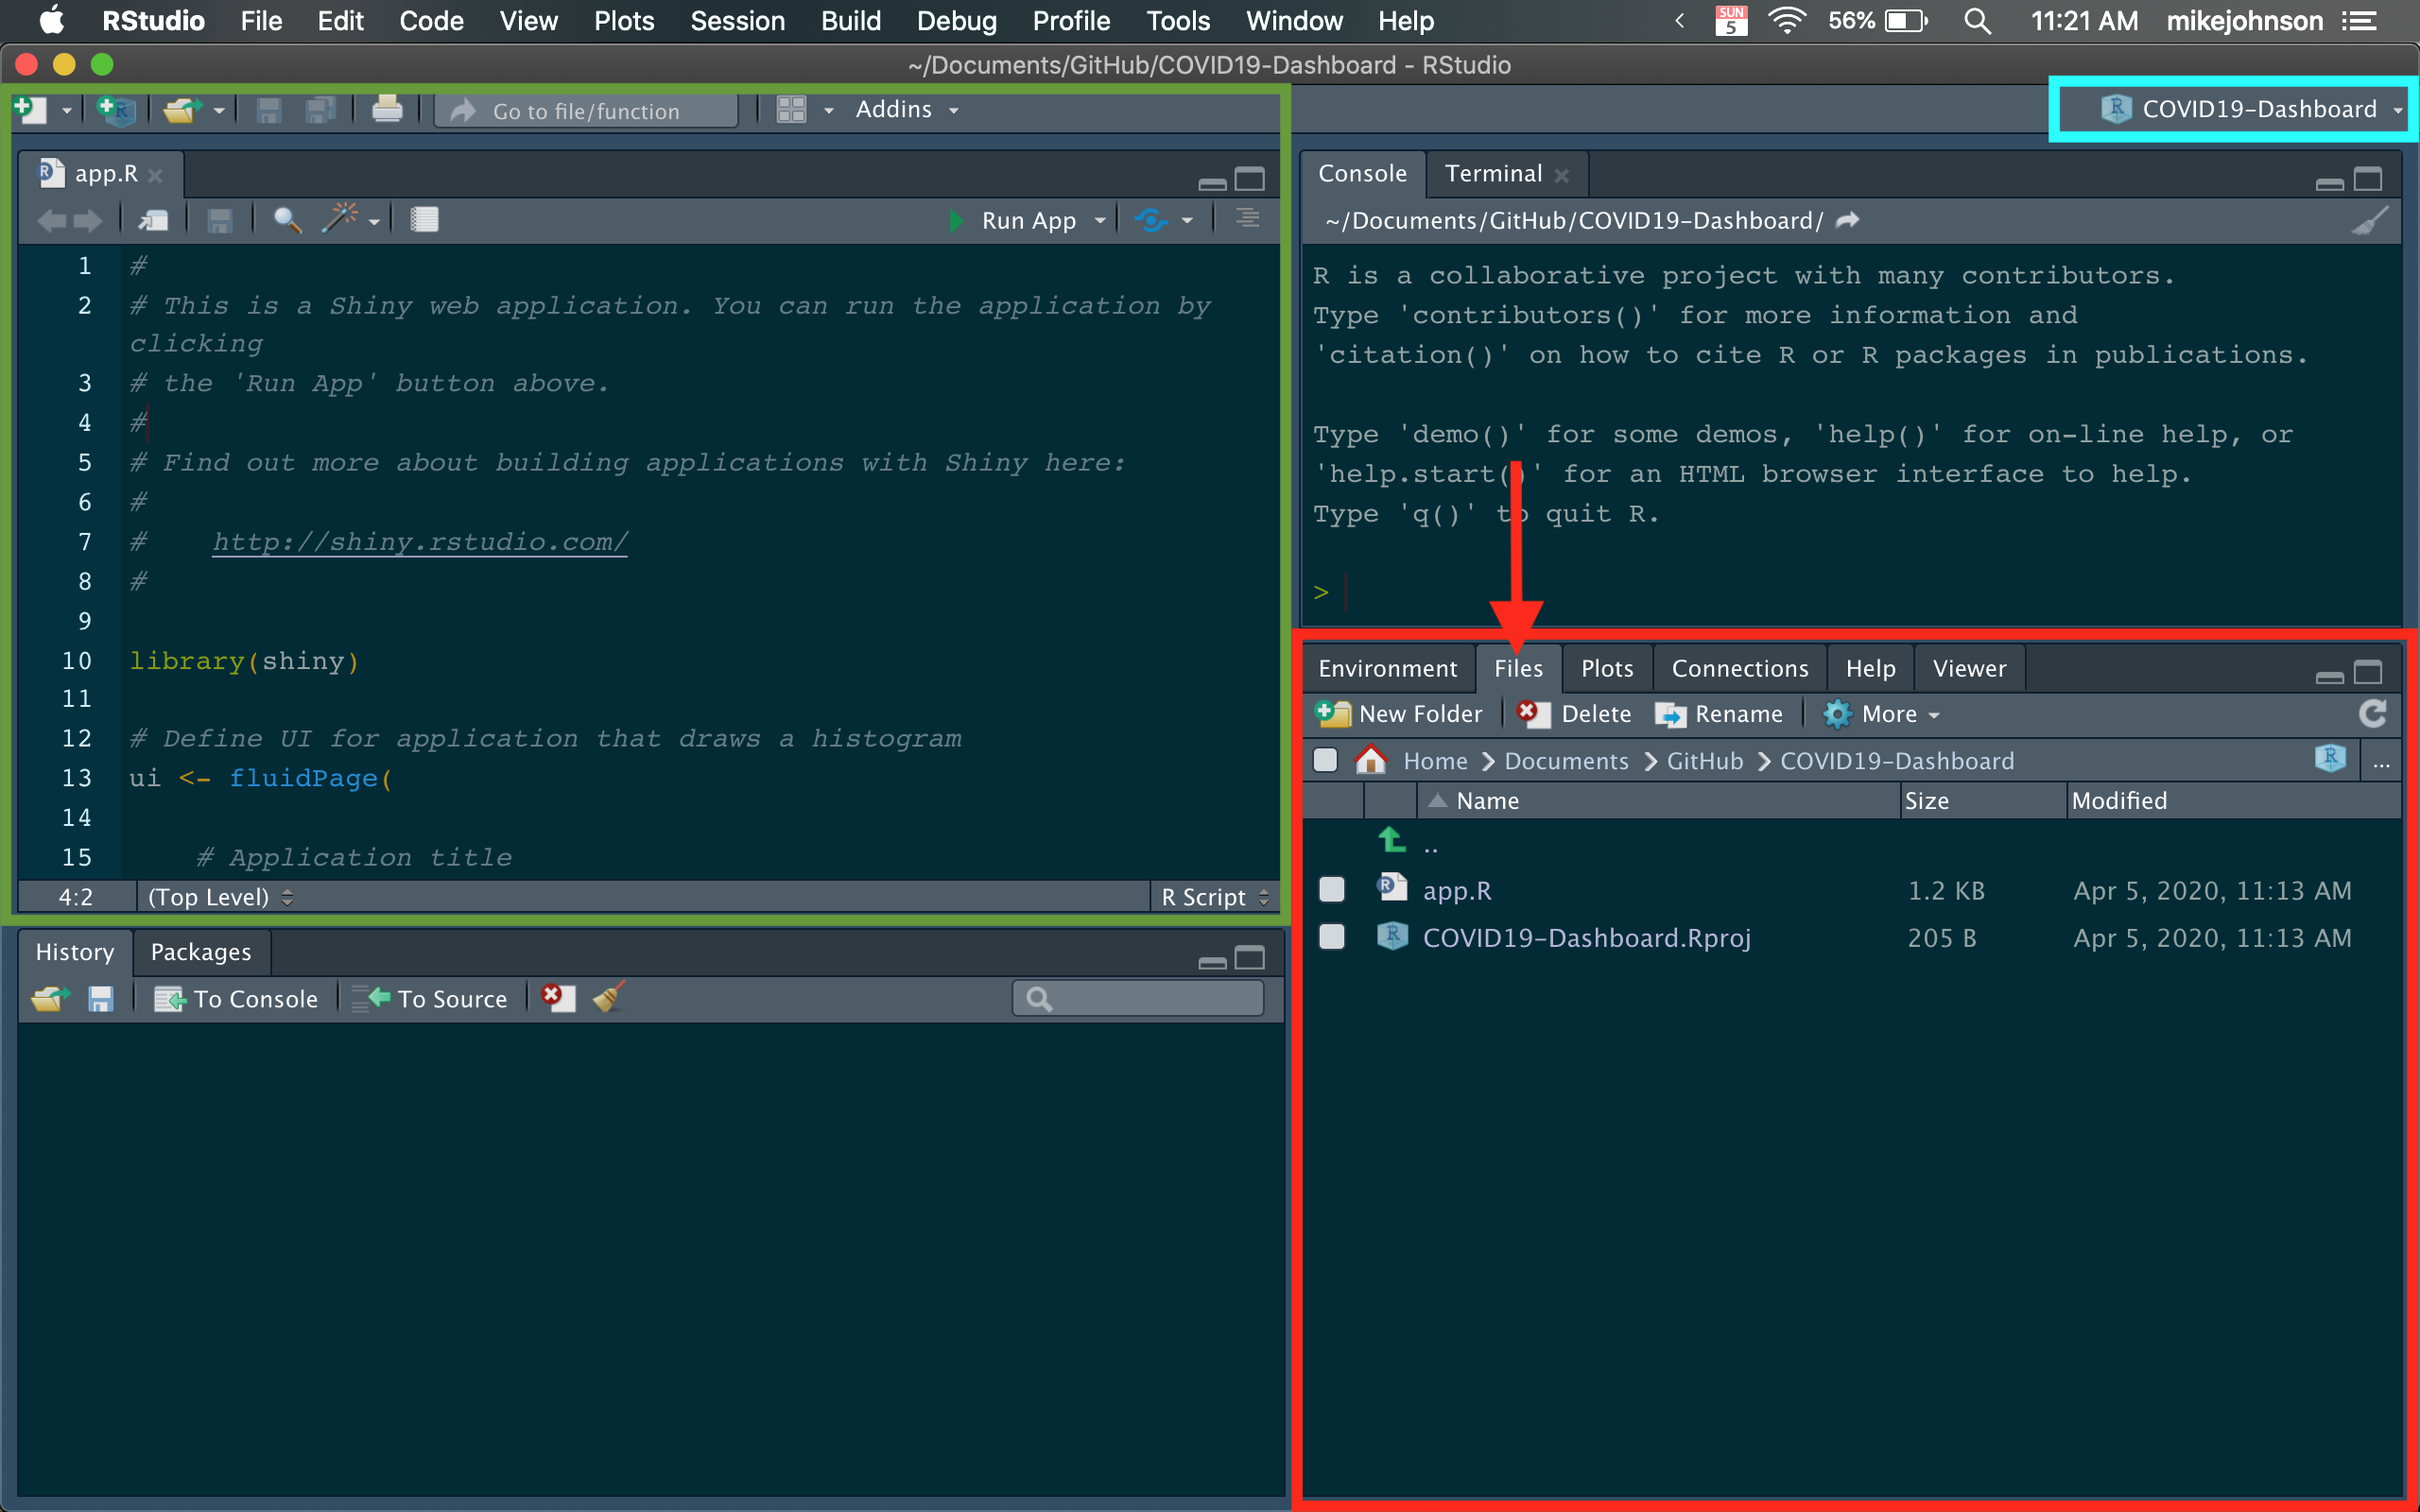 RStudio File Edit Code View Plots Session Build Debug Profile Tools Window Help SUN 5 56% 11:21 AM mikejohnson
~/Documents/GitHub/COVID19-Dashboard - RStudio
Go to file/function Addins COVID19-Dashboard
app.R
Run App
1 #
2 # This is a Shiny web application. You can run the application by
clicking
3 # the 'Run App' button above.
4 #
5 # Find out more about building applications with Shiny here:
6 #
7 #    http://shiny.rstudio.com/
8 #
9
10 library(shiny)
11
12 # Define UI for application that draws a histogram
13 ui <- fluidPage(
14
15     # Application title
4:2 (Top Level) R Script
Console Terminal
~/Documents/GitHub/COVID19-Dashboard/
R is a collaborative project with many contributors.
Type 'contributors()' for more information and
'citation()' on how to cite R or R packages in publications.
Type 'demo()' for some demos, 'help()' for on-line help, or
'help.start()' for an HTML browser interface to help.
Type 'q()' to quit R.
>
History Packages
To Console To Source
Environment Files Plots Connections Help Viewer
New Folder Delete Rename More
Home Documents GitHub COVID19-Dashboard R ...
Name Size Modified
..
app.R 1.2 KB Apr 5, 2020, 11:13 AM
COVID19-Dashboard.Rproj 205 B Apr 5, 2020, 11:13 AM